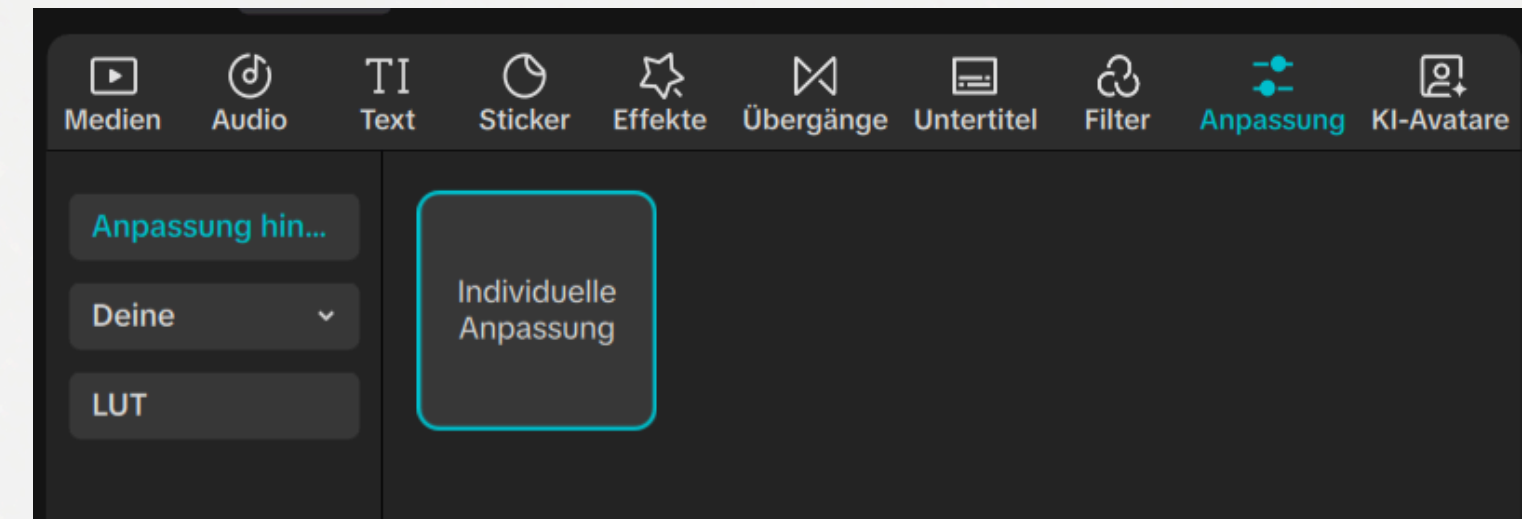 Medien Audio Text Sticker Effekte Übergänge Untertitel Filter Anpassung KI-Avatare
Anpassung hin...
Deine
LUT
Individuelle
Anpassung